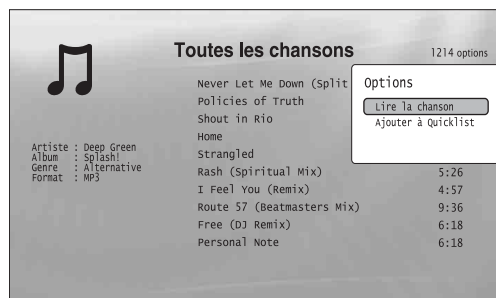 Toutes les chansons
1214 options
Never Let Me Down (Split
Policies of Truth
Shout in Rio
Home
Strangled
Rash (Spiritual Mix) 5:26
I Feel You (Remix) 4:57
Route 57 (Beatmasters Mix) 9:36
Free (DJ Remix) 6:18
Personal Note 6:18
Options
Lire la chanson
Ajouter à Quicklist
Artiste : Deep Green
Album : Splash!
Genre : Alternative
Format : MP3